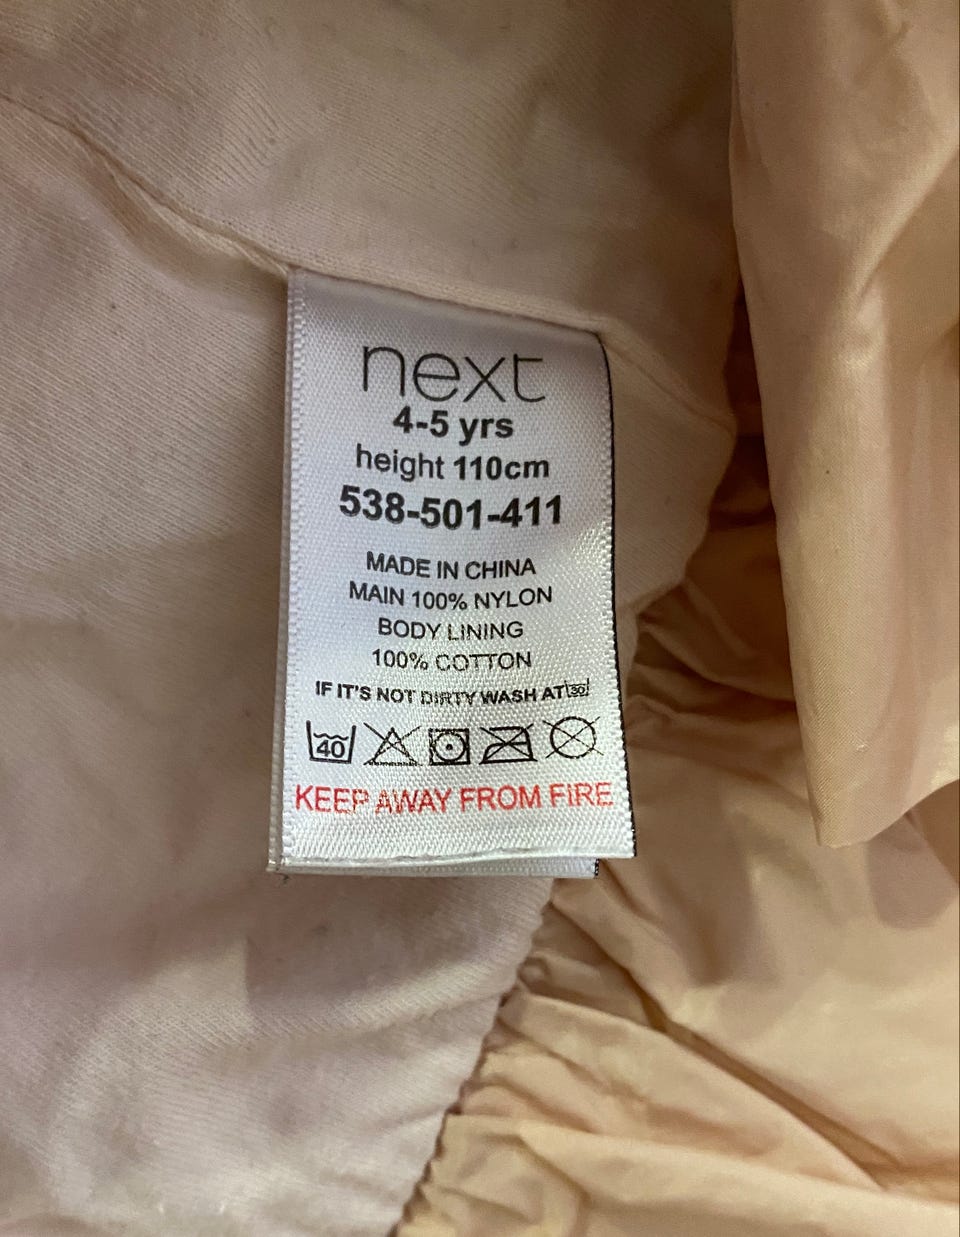 next
4-5 yrs
height 110cm
538-501-411
MADE IN CHINA
MAIN 100% NYLON
BODY LINING
100% COTTON
IF IT'S NOT DIRTY WASH AT 30
40
KEEP AWAY FROM FIRE